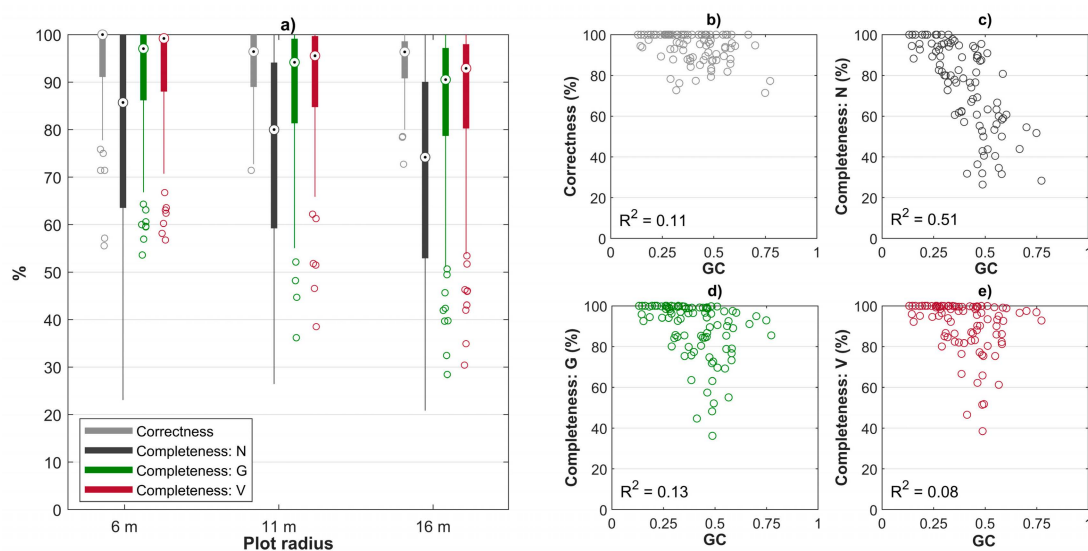 a)
100
90
80
70
60
50
40
30
20
10
0
%
6 m
11 m
16 m
Plot radius
Correctness
Completeness: N
Completeness: G
Completeness: V
b)
100
80
60
40
20
0
Correctness (%)
R² = 0.11
0
0.25
0.5
0.75
1
GC
c)
100
80
60
40
20
0
Completeness: N (%)
R² = 0.51
0
0.25
0.5
0.75
1
GC
d)
100
80
60
40
20
0
Completeness: G (%)
R² = 0.13
0
0.25
0.5
0.75
1
GC
e)
100
80
60
40
20
0
Completeness: V (%)
R² = 0.08
0
0.25
0.5
0.75
1
GC